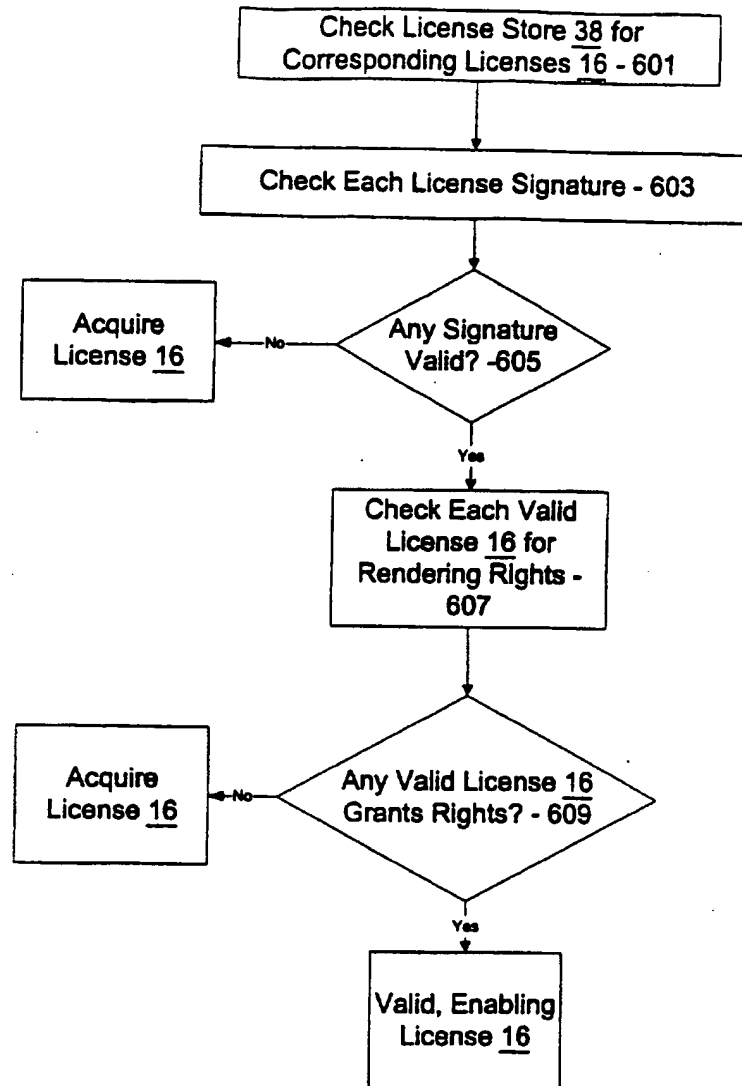 Check License Store 38 for
Corresponding Licenses 16 - 601
Check Each License Signature - 603
Any Signature
Valid? -605
No
Acquire
License 16
Yes
Check Each Valid
License 16 for
Rendering Rights -
607
Any Valid License 16
Grants Rights? - 609
No
Acquire
License 16
Yes
Valid, Enabling
License 16